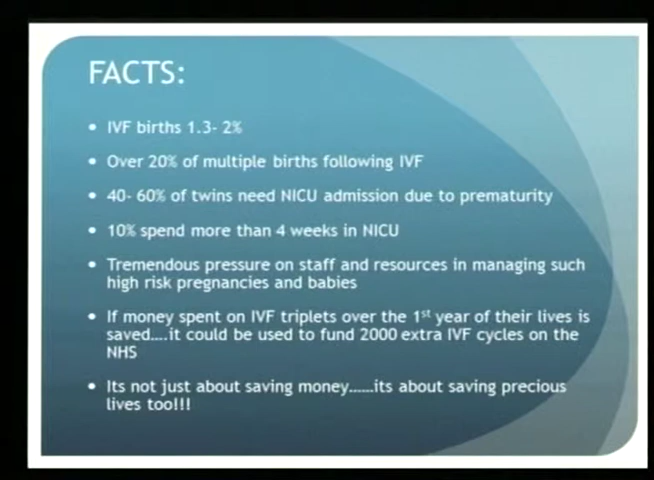 FACTS:
• IVF births 1.3- 2%
• Over 20% of multiple births following IVF
• 40- 60% of twins need NICU admission due to prematurity
• 10% spend more than 4 weeks in NICU
• Tremendous pressure on staff and resources in managing such
high risk pregnancies and babies
• If money spent on IVF triplets over the 1st year of their lives is
saved....it could be used to fund 2000 extra IVF cycles on the
NHS
• Its not just about saving money......its about saving precious
lives too!!!